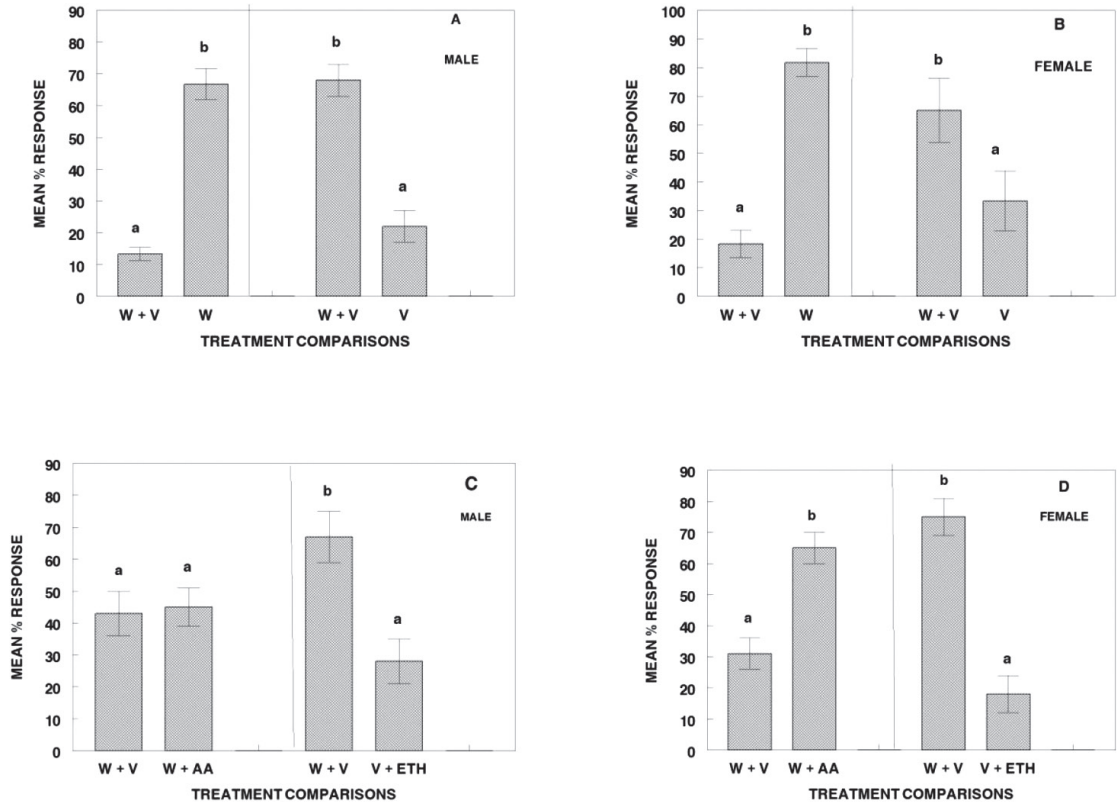 A
MALE
MEAN % RESPONSE
90
80
70
60
50
40
30
20
10
0
a
b
b
a
W + V
W
W + V
V
TREATMENT COMPARISONS
B
FEMALE
MEAN % RESPONSE
100
90
80
70
60
50
40
30
20
10
0
a
b
b
a
W + V
W
W + V
V
TREATMENT COMPARISONS
C
MALE
MEAN % RESPONSE
90
80
70
60
50
40
30
20
10
0
a
a
b
a
W + V
W + AA
W + V
V + ETH
TREATMENT COMPARISONS
D
FEMALE
MEAN % RESPONSE
90
80
70
60
50
40
30
20
10
0
a
b
b
a
W + V
W + AA
W + V
V + ETH
TREATMENT COMPARISONS